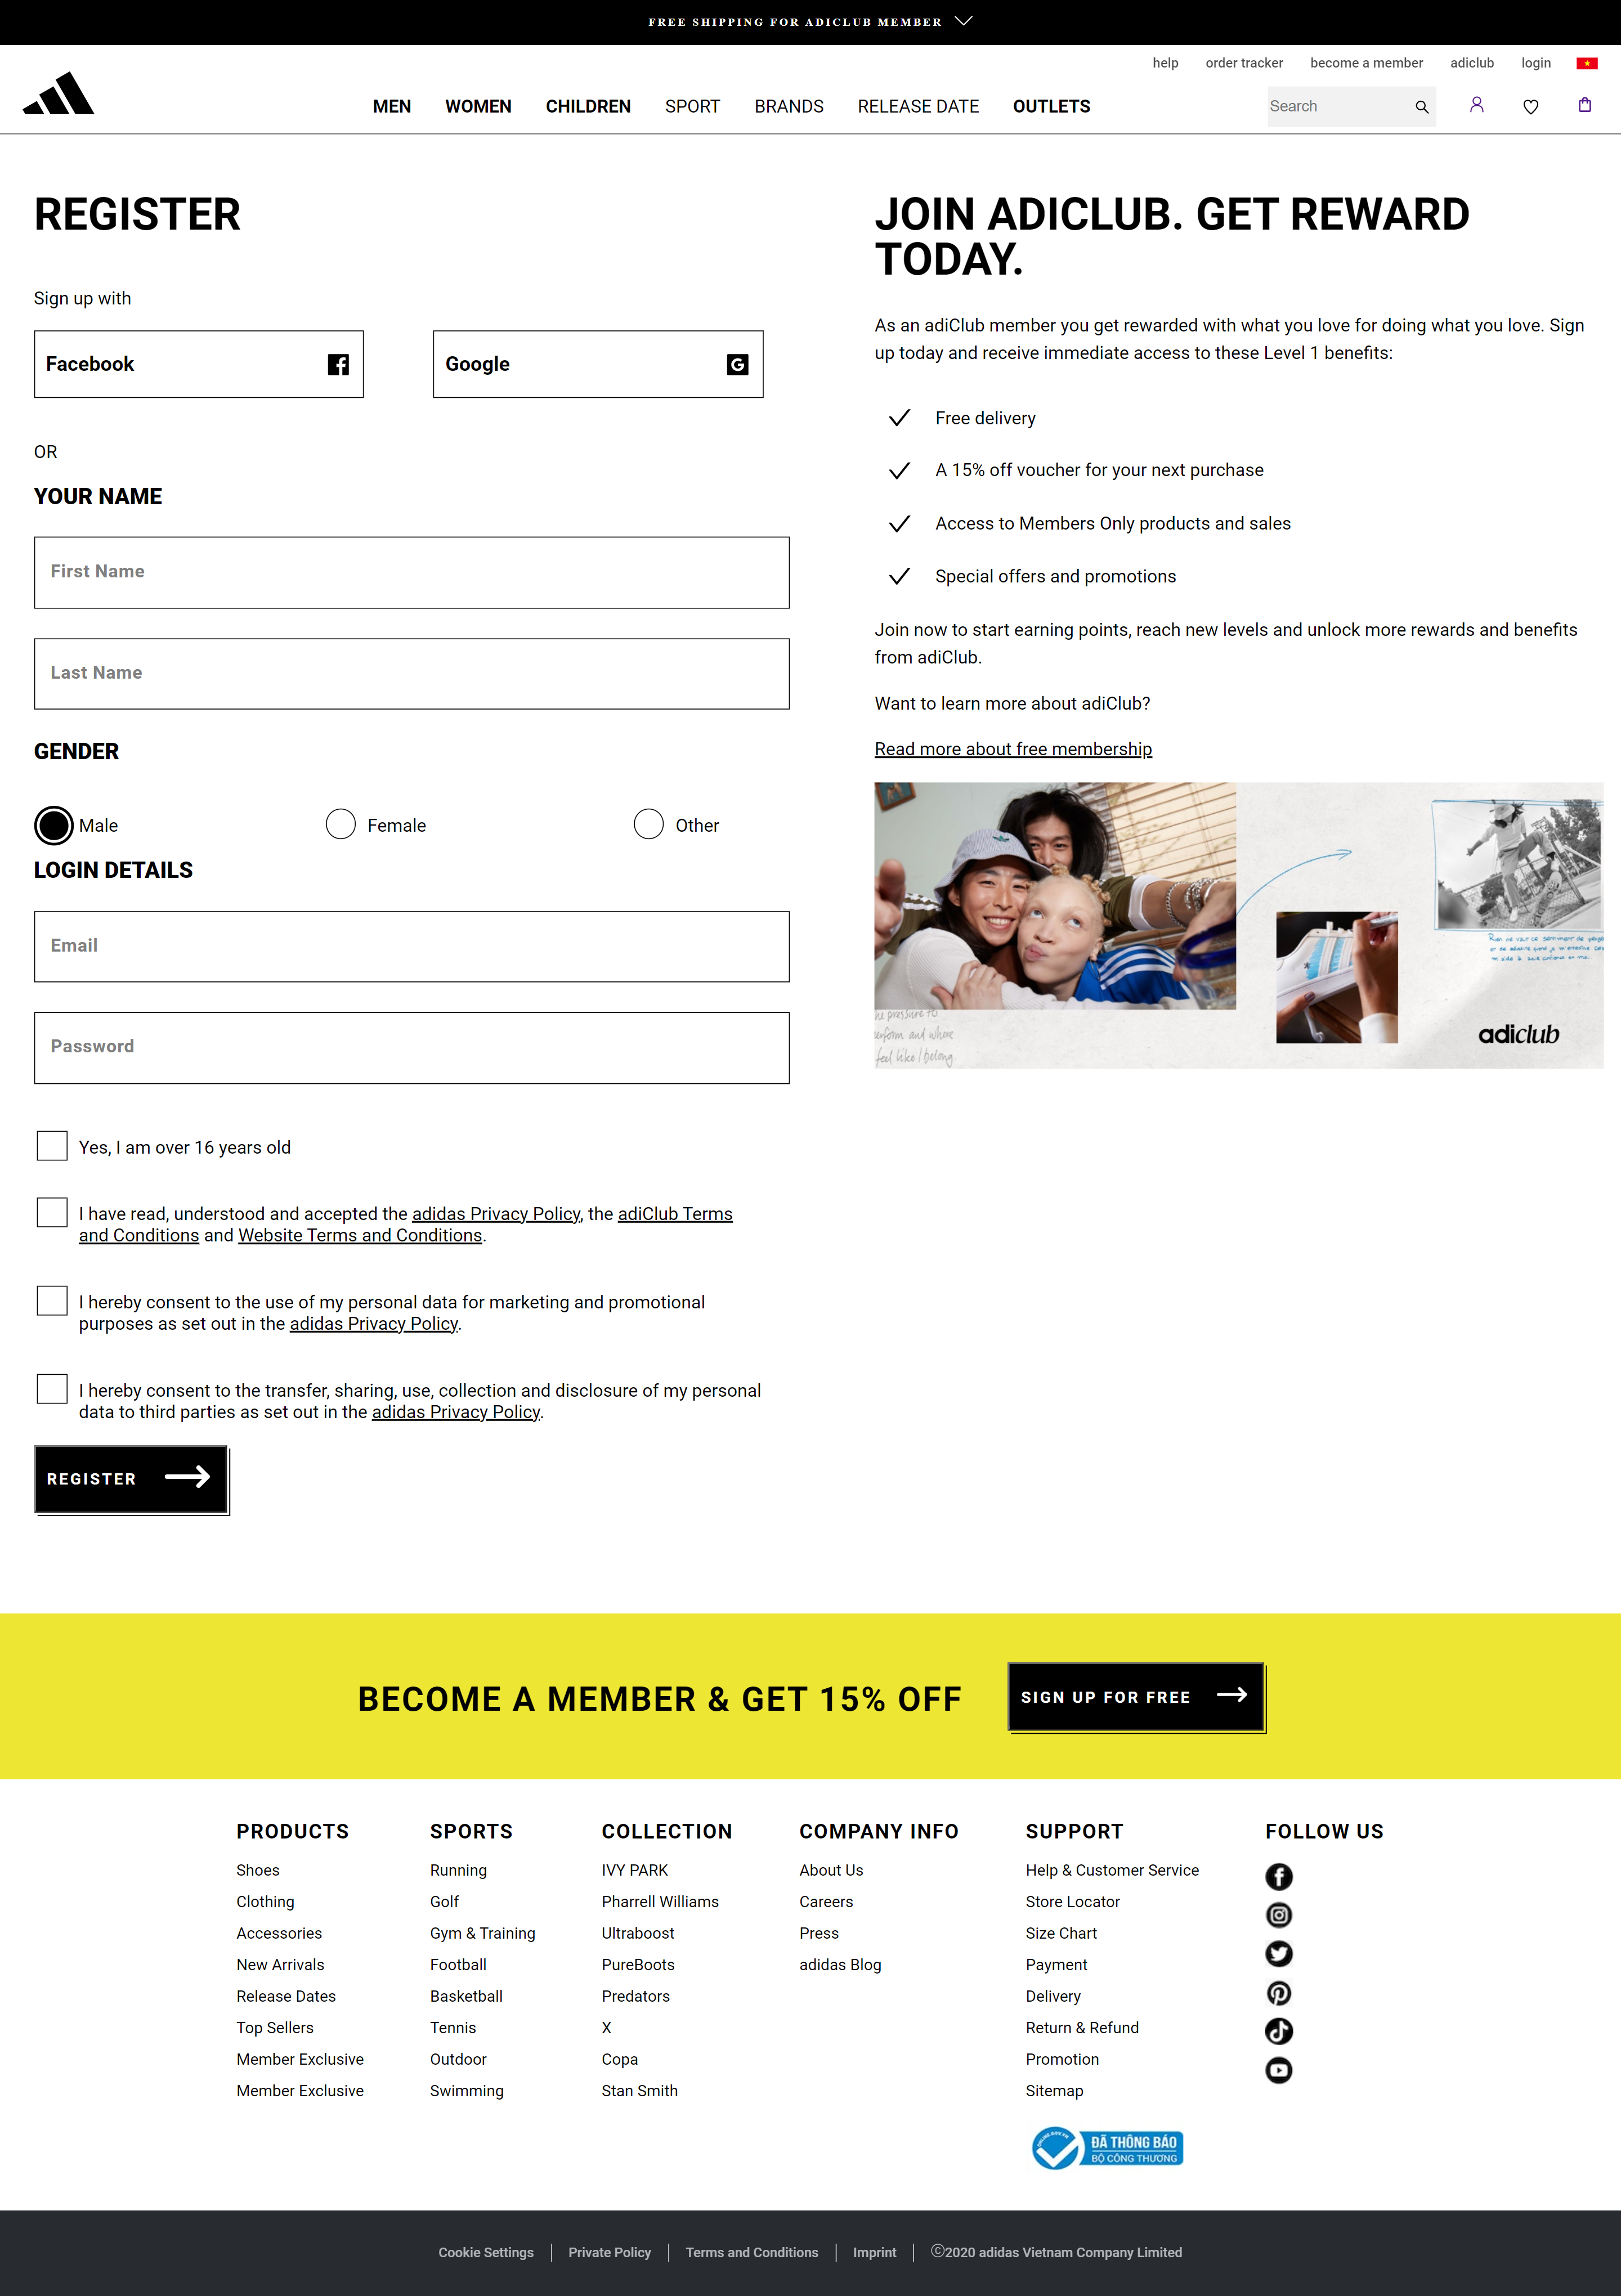 FREE SHIPPING FOR ADICLUB MEMBER
help order tracker become a member adiclub login
MEN WOMEN CHILDREN SPORT BRANDS RELEASE DATE OUTLETS Search
REGISTER
Sign up with
Facebook Google
OR
YOUR NAME
First Name
Last Name
GENDER
Male Female Other
LOGIN DETAILS
Email
Password
Yes, I am over 16 years old
I have read, understood and accepted the adidas Privacy Policy, the adiClub Terms
and Conditions and Website Terms and Conditions.
I hereby consent to the use of my personal data for marketing and promotional
purposes as set out in the adidas Privacy Policy.
I hereby consent to the transfer, sharing, use, collection and disclosure of my personal
data to third parties as set out in the adidas Privacy Policy.
REGISTER
JOIN ADICLUB. GET REWARD
TODAY.
As an adiClub member you get rewarded with what you love for doing what you love. Sign
up today and receive immediate access to these Level 1 benefits:
Free delivery
A 15% off voucher for your next purchase
Access to Members Only products and sales
Special offers and promotions
Join now to start earning points, reach new levels and unlock more rewards and benefits
from adiClub.
Want to learn more about adiClub?
Read more about free membership
he pressure to
erform and where
feel like I belong
adiclub
BECOME A MEMBER & GET 15% OFF
SIGN UP FOR FREE
PRODUCTS
Shoes
Clothing
Accessories
New Arrivals
Release Dates
Top Sellers
Member Exclusive
Member Exclusive
SPORTS
Running
Golf
Gym & Training
Football
Basketball
Tennis
Outdoor
Swimming
COLLECTION
IVY PARK
Pharrell Williams
Ultraboost
PureBoots
Predators
X
Copa
Stan Smith
COMPANY INFO
About Us
Careers
Press
adidas Blog
SUPPORT
Help & Customer Service
Store Locator
Size Chart
Payment
Delivery
Return & Refund
Promotion
Sitemap
ĐÃ THÔNG BÁO
BỘ CÔNG THƯƠNG
FOLLOW US
Cookie Settings | Private Policy | Terms and Conditions | Imprint | ©2020 adidas Vietnam Company Limited